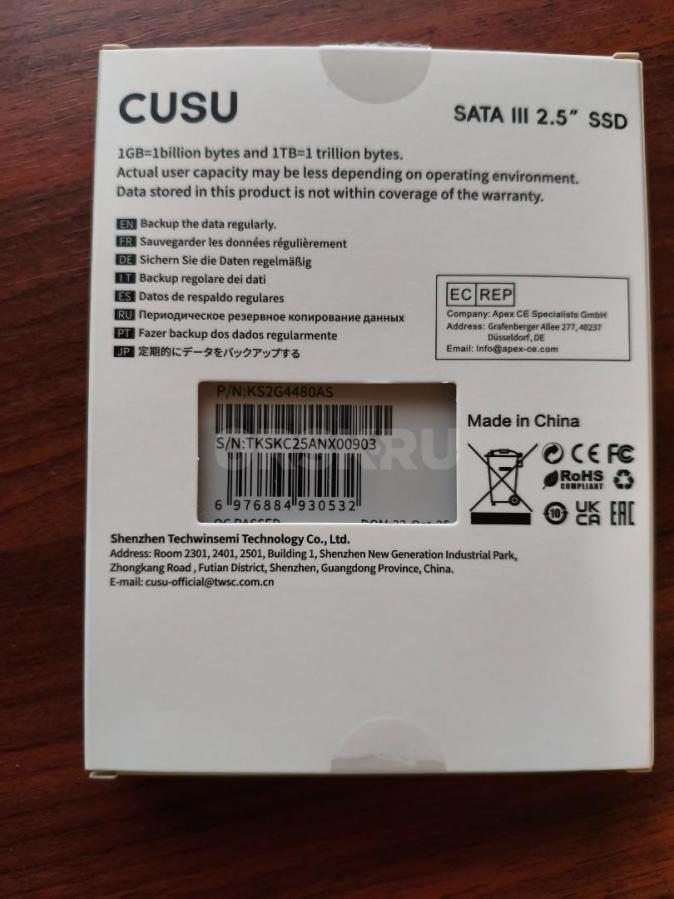 CUSU
SATA III 2.5" SSD
1GB=1billion bytes and 1TB=1 trillion bytes.
Actual user capacity may be less depending on operating environment.
Data stored in this product is not within coverage of the warranty.
EN Backup the data regularly.
FR Sauvegarder les données régulièrement
DE Sichern Sie die Daten regelmäßig
IT Backup regolare dei dati
ES Datos de respaldo regulares
RU Периодическое резервное копирование данных
PT Fazer backup dos dados regularmente
JP 定期的にデータをバックアップする
EC REP
Company: Apex CE Specialists GmbH
Address: Grafenberger Allee 277, 40237
Düsseldorf, DE
Email: Info@apex-ce.com
P/N:KS2G4480AS
S/N:TKSKC25ANX00903
6 976884 930532
QC PASSED
Made in China
CE FC
RoHS
COMPLIANT
10 UK
CA EAC
Shenzhen Techwinsemi Technology Co., Ltd.
Address: Room 2301, 2401, 2501, Building 1, Shenzhen New Generation Industrial Park,
Zhongkang Road , Futian District, Shenzhen, Guangdong Province, China.
E-mail: cusu-official@twsc.com.cn